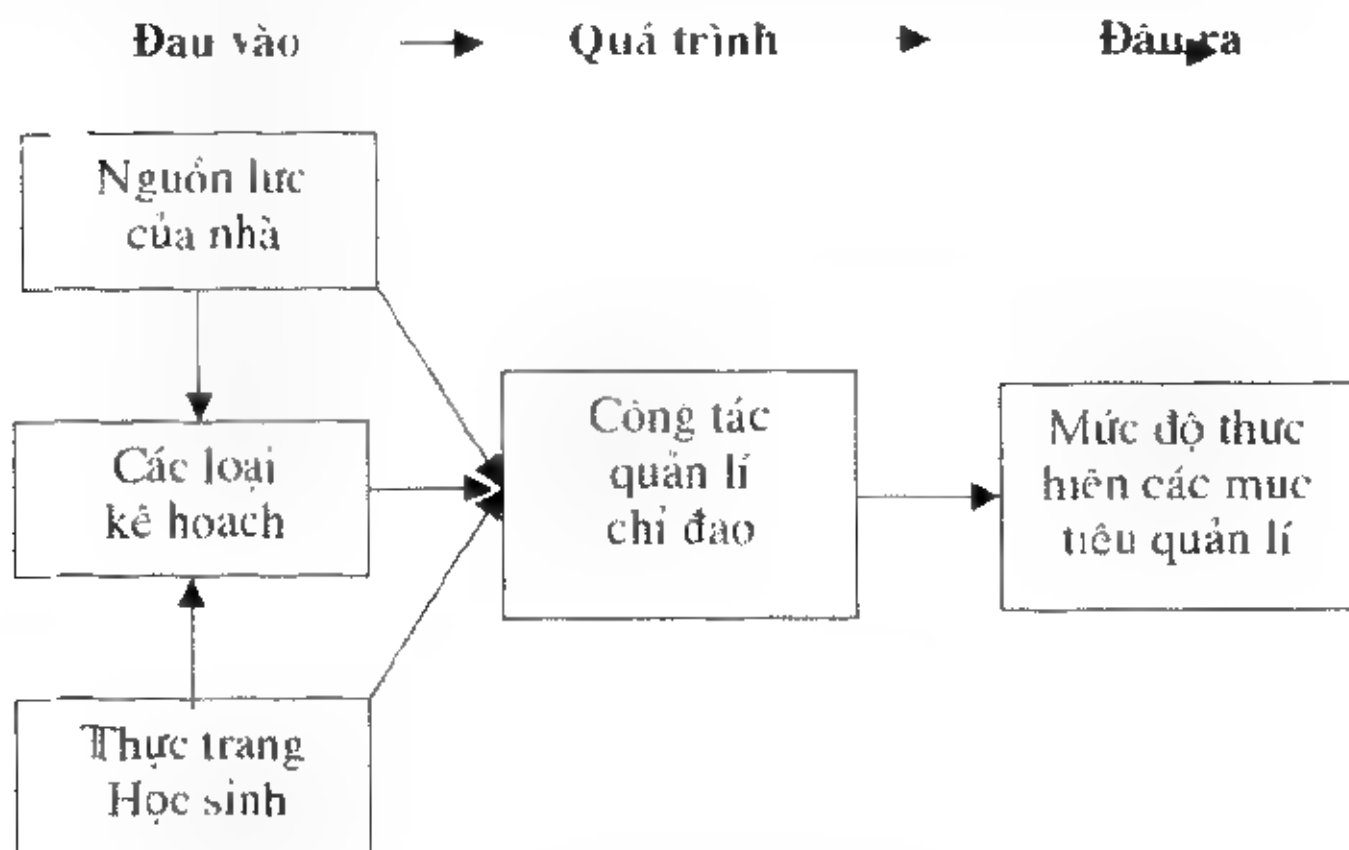 Đau vào Quá trình Đâu ra
Nguồn lưc
của nhà
Các loại
kê hoach
Thực trang
Học sinh
Công tác
quản lí
chỉ đao
Mức độ thưc
hiên các muc
tiêu quản lí